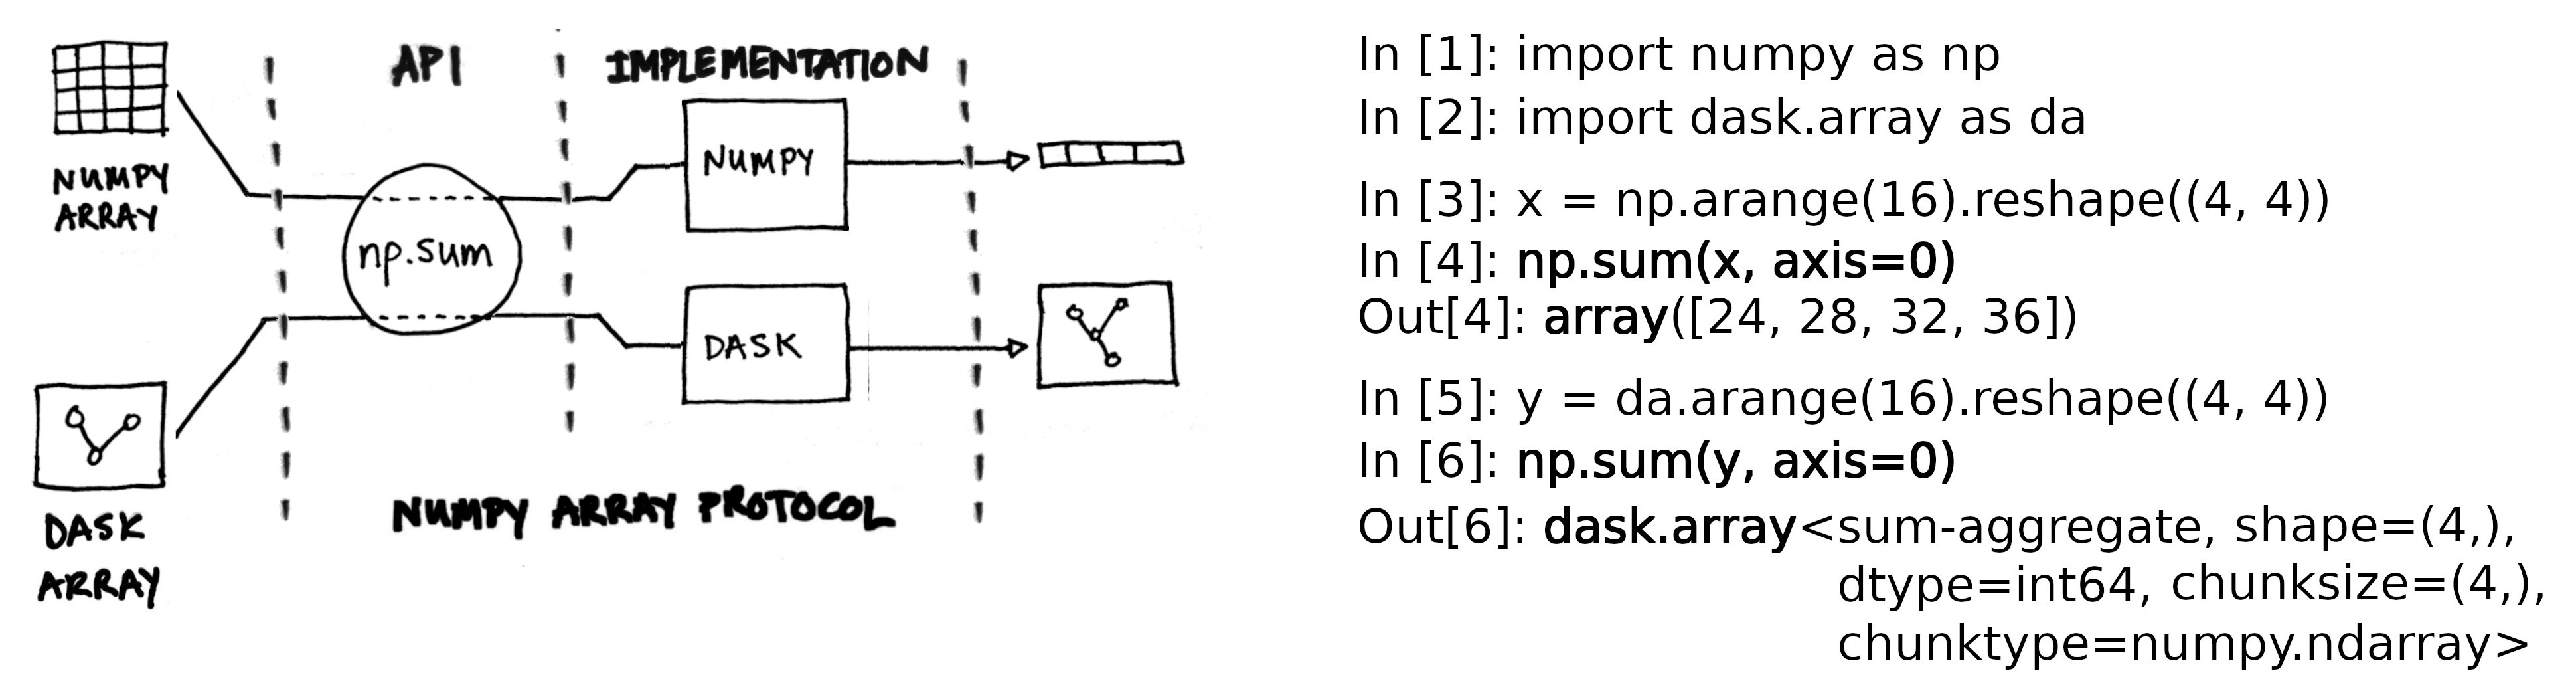 API
IMPLEMENTATION
NUMPY
ARRAY
NUMPY
np.sum
DASK
DASK
ARRAY
NUMPY ARRAY PROTOCOL
In [1]: import numpy as np
In [2]: import dask.array as da
In [3]: x = np.arange(16).reshape((4, 4))
In [4]: np.sum(x, axis=0)
Out[4]: array([24, 28, 32, 36])
In [5]: y = da.arange(16).reshape((4, 4))
In [6]: np.sum(y, axis=0)
Out[6]: dask.array<sum-aggregate, shape=(4,),
dtype=int64, chunksize=(4,),
chunktype=numpy.ndarray>